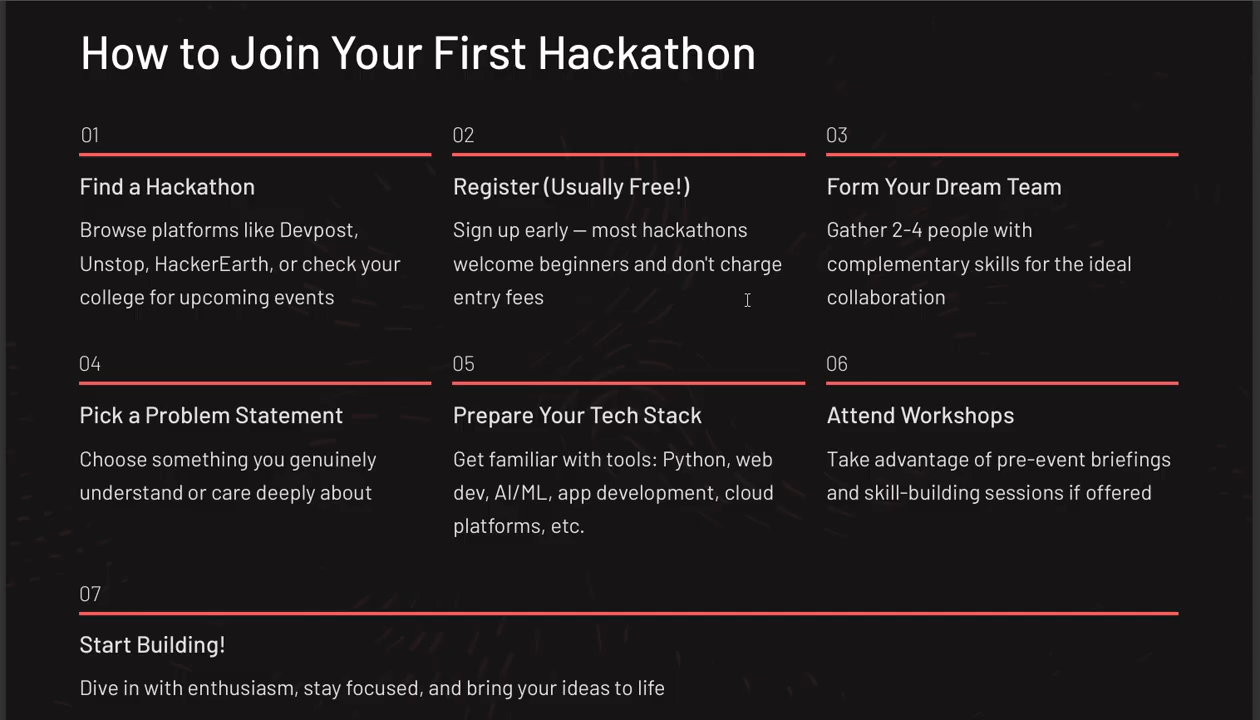 How to Join Your First Hackathon
01
Find a Hackathon
Browse platforms like Devpost,
Unstop, HackerEarth, or check your
college for upcoming events
02
Register (Usually Free!)
Sign up early — most hackathons
welcome beginners and don't charge
entry fees
03
Form Your Dream Team
Gather 2-4 people with
complementary skills for the ideal
collaboration
04
Pick a Problem Statement
Choose something you genuinely
understand or care deeply about
05
Prepare Your Tech Stack
Get familiar with tools: Python, web
dev, AI/ML, app development, cloud
platforms, etc.
06
Attend Workshops
Take advantage of pre-event briefings
and skill-building sessions if offered
07
Start Building!
Dive in with enthusiasm, stay focused, and bring your ideas to life